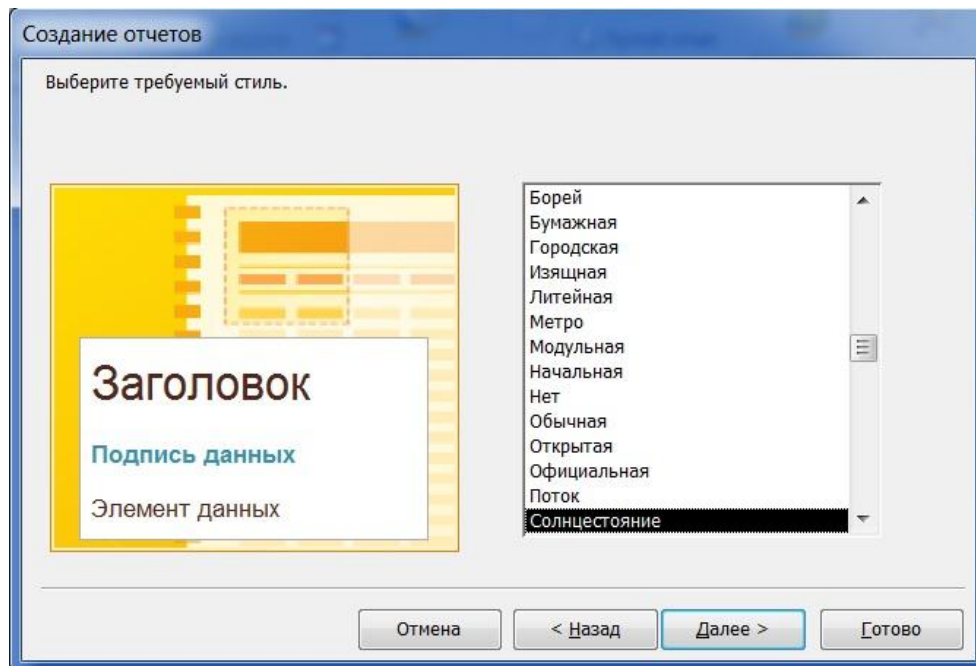 Создание отчетов
Выберите требуемый стиль.
Заголовок
Подпись данных
Элемент данных
Борей
Бумажная
Городская
Изящная
Литейная
Метро
Модульная
Начальная
Нет
Обычная
Открытая
Официальная
Поток
Солнцестояние
Отмена
< Назад
Далее >
Готово